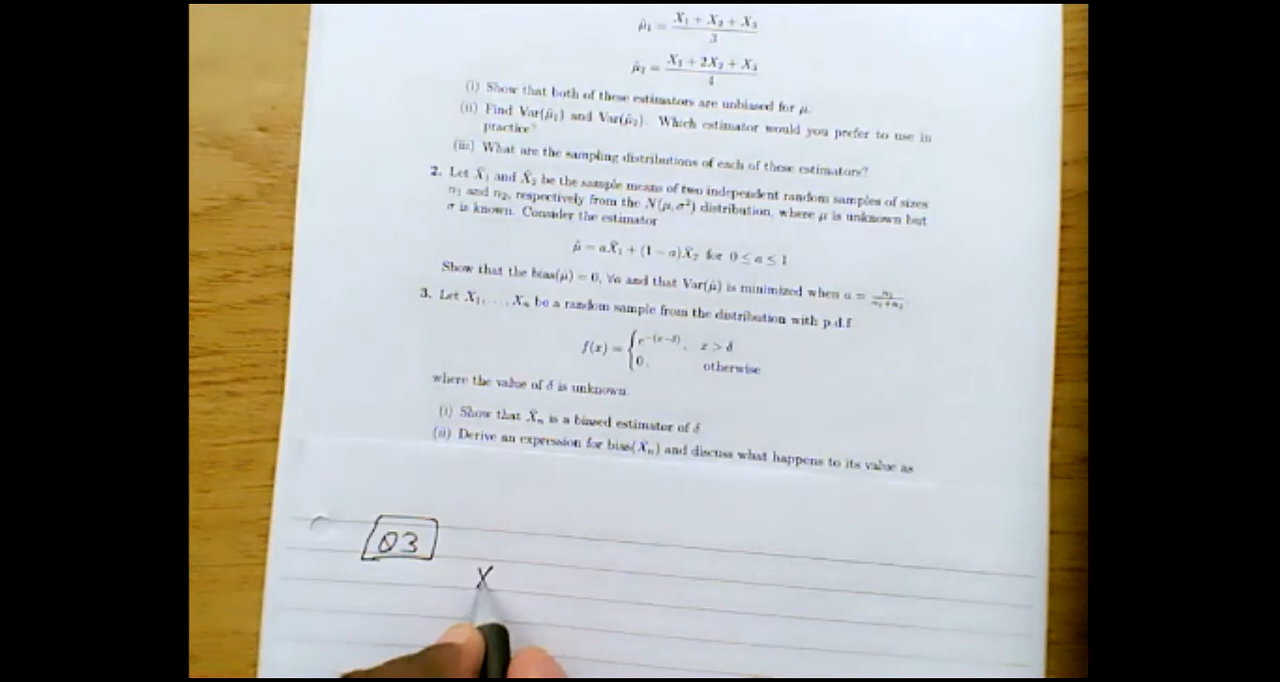 μ̂₁ = (X₁ + X₂ + X₃) / 3
μ̂₂ = (X₁ + 2X₂ + X₃) / 4
(i) Show that both of these estimators are unbiased for μ.
(ii) Find Var(μ̂₁) and Var(μ̂₂). Which estimator would you prefer to use in
practice?
(iii) What are the sampling distributions of each of these estimators?
2. Let X̄₁ and X̄₂ be the sample means of two independent random samples of sizes
n₁ and n₂, respectively from the N(μ, σ²) distribution, where μ is unknown but
σ is known. Consider the estimator
μ̂ = aX̄₁ + (1 − a)X̄₂ for 0 ≤ a ≤ 1
Show that the bias(μ̂) = 0, ∀a and that Var(μ̂) is minimized when a = n₁/(n₁+n₂).
3. Let X₁, . . . , Xₙ be a random sample from the distribution with p.d.f
f(x) = { e^−(x−δ), x > δ
0, otherwise
where the value of δ is unknown.
(i) Show that X̄ₙ is a biased estimator of δ.
(ii) Derive an expression for bias(X̄ₙ) and discuss what happens to its value as
Q3
X